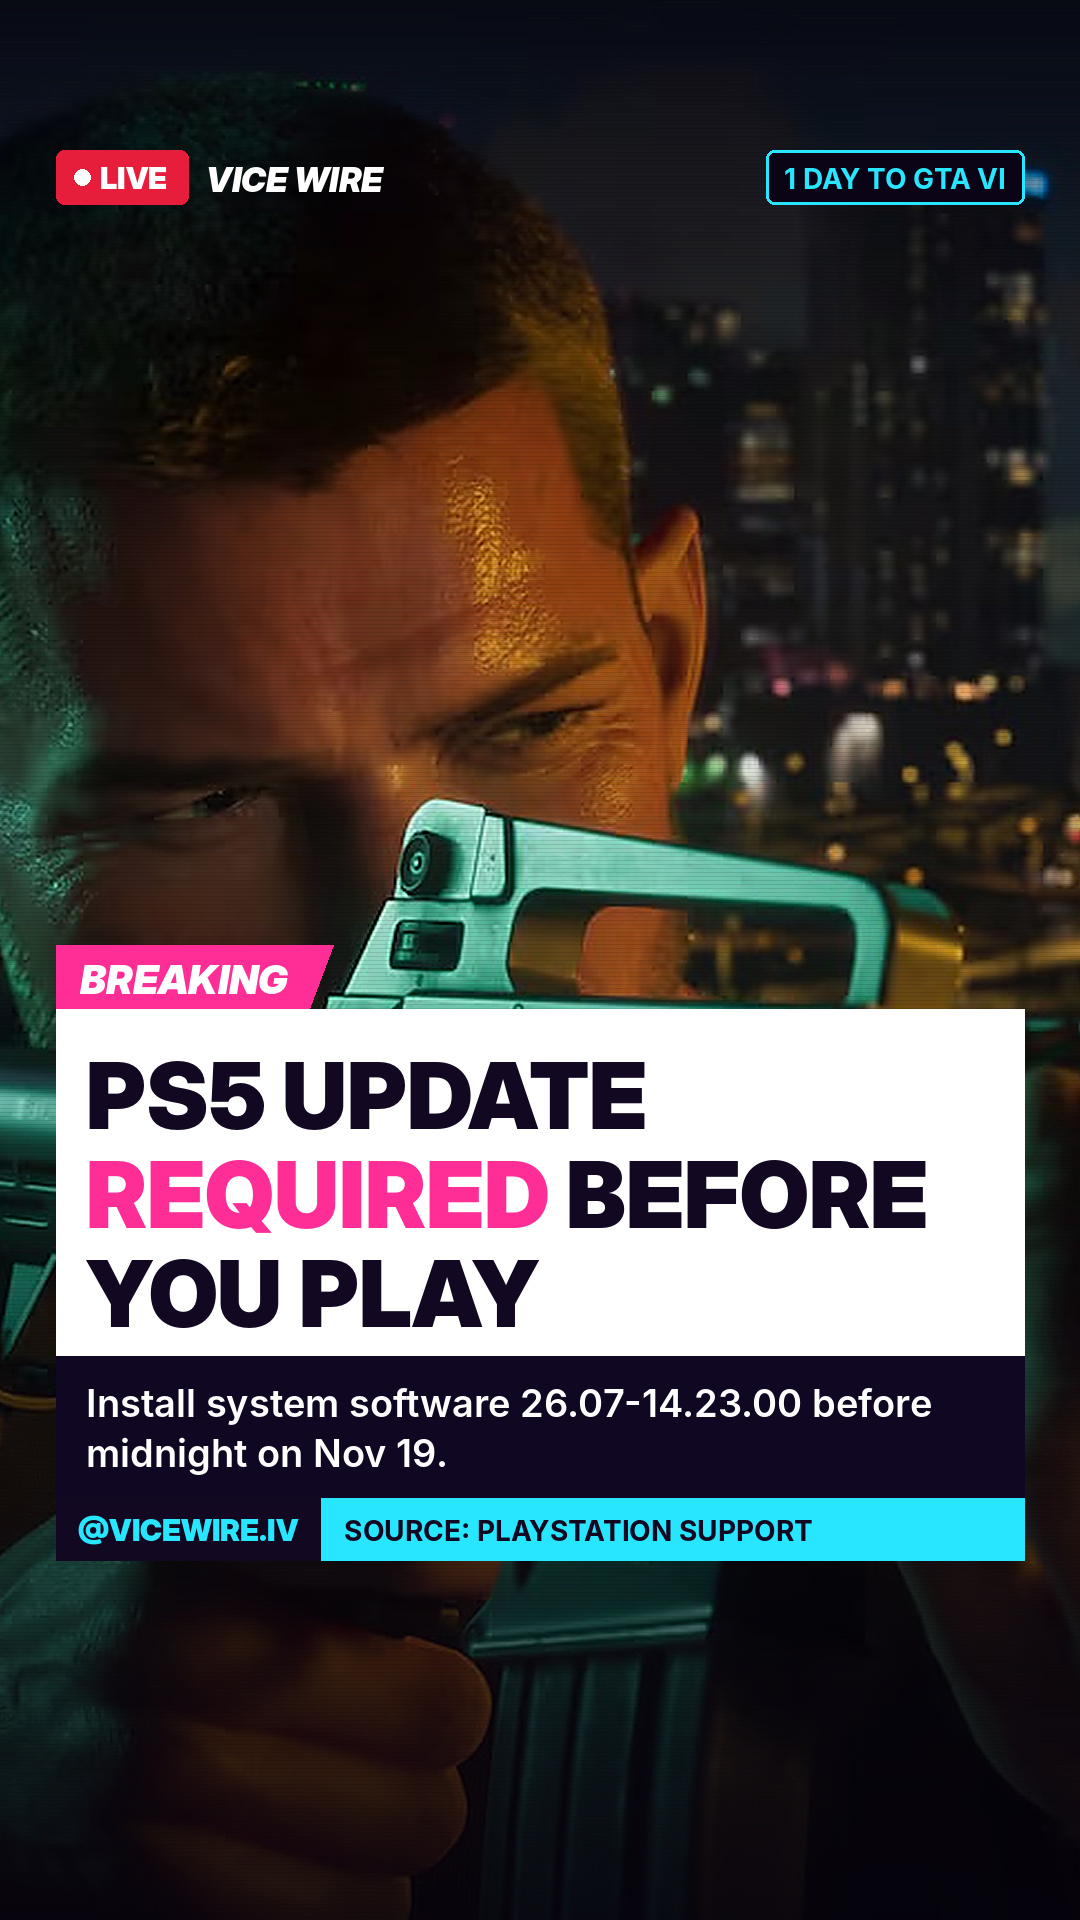 LIVE
VICE WIRE
1 DAY TO GTA VI
BREAKING
PS5 UPDATE
REQUIRED BEFORE
YOU PLAY
Install system software 26.07-14.23.00 before
midnight on Nov 19.
@VICEWIRE.IV
SOURCE: PLAYSTATION SUPPORT